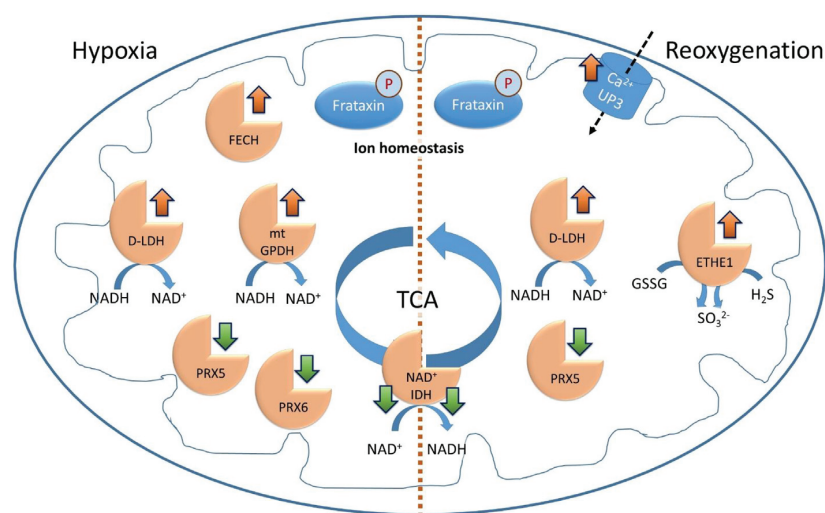 Hypoxia
Reoxygenation
P
Frataxin
P
Frataxin
Ca²⁺
UP3
FECH
Ion homeostasis
D-LDH
NADH
NAD⁺
mt
GPDH
NADH
NAD⁺
TCA
D-LDH
NADH
NAD⁺
ETHE1
GSSG
H₂S
SO₃²⁻
PRX5
PRX6
NAD⁺
IDH
NAD⁺
NADH
PRX5